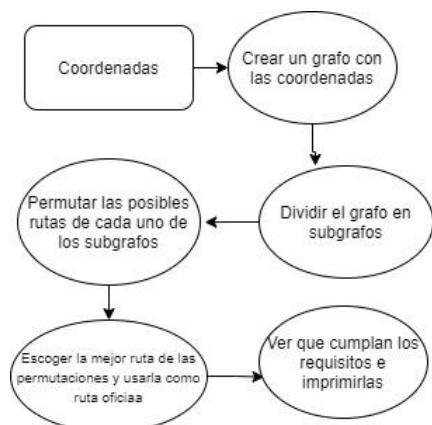 Coordenadas
Crear un grafo con
las coordenadas
Dividir el grafo en
subgrafos
Permutar las posibles
rutas de cada uno de
los subgrafos
Escoger la mejor ruta de las
permutaciones y usarla como
ruta oficiaa
Ver que cumplan los
requisitos e
imprimirlas